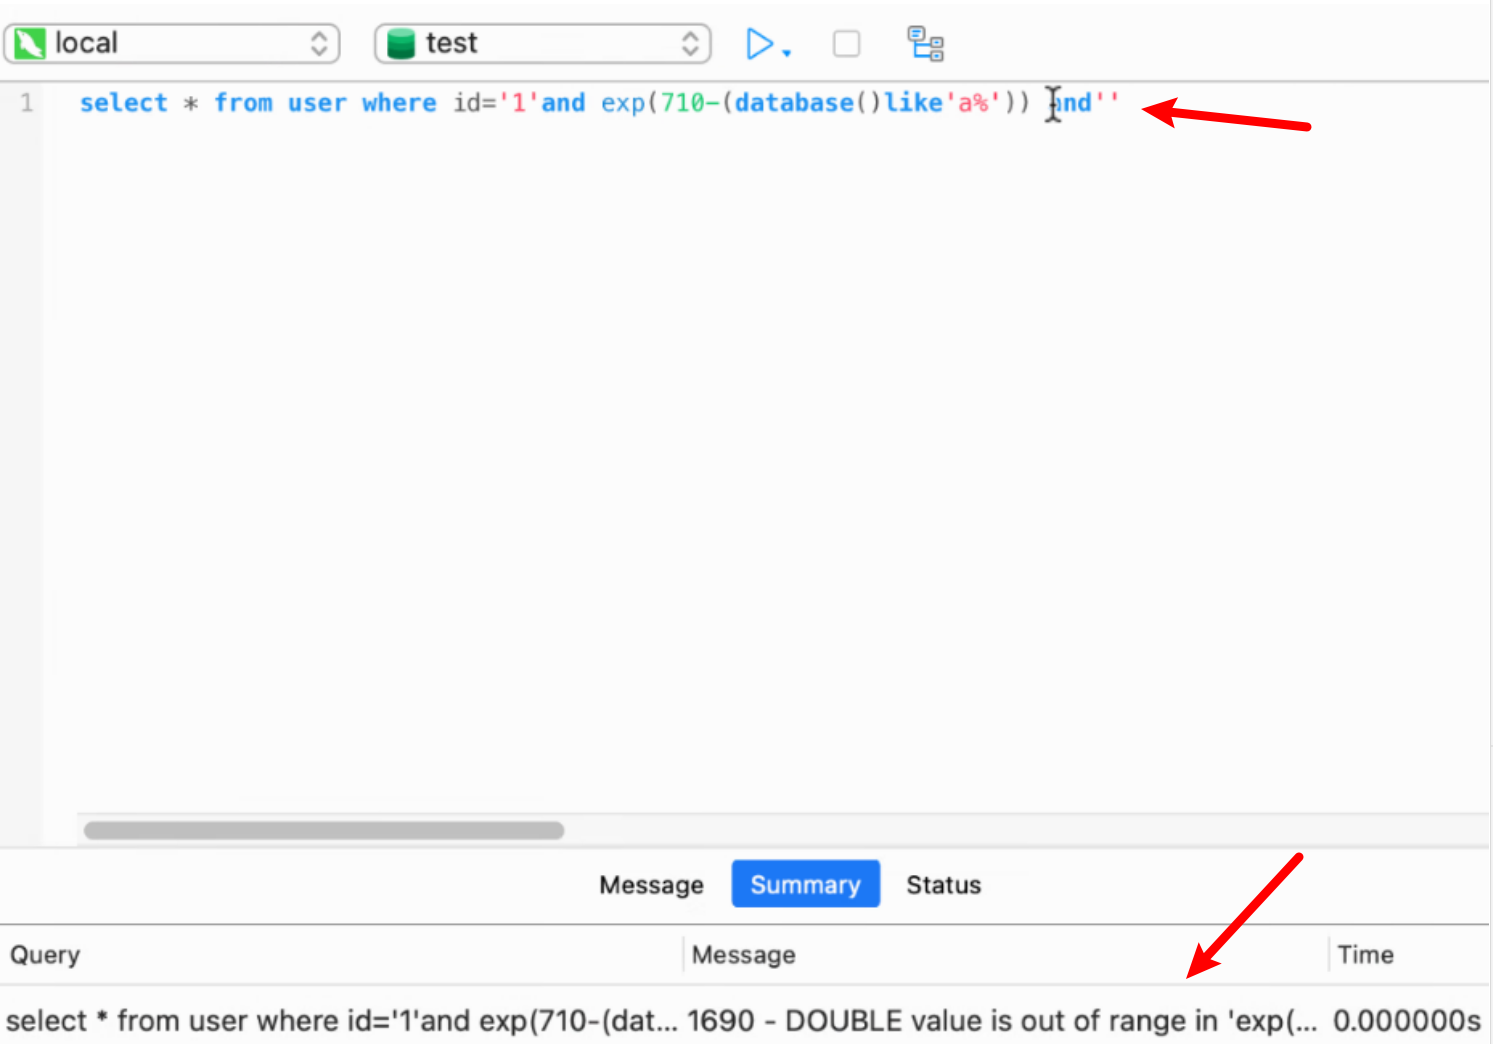 local test
1 select * from user where id='1'and exp(710-(database()like'a%')) and''
Message Summary Status
Query Message Time
select * from user where id='1'and exp(710-(dat... 1690 - DOUBLE value is out of range in 'exp(... 0.000000s